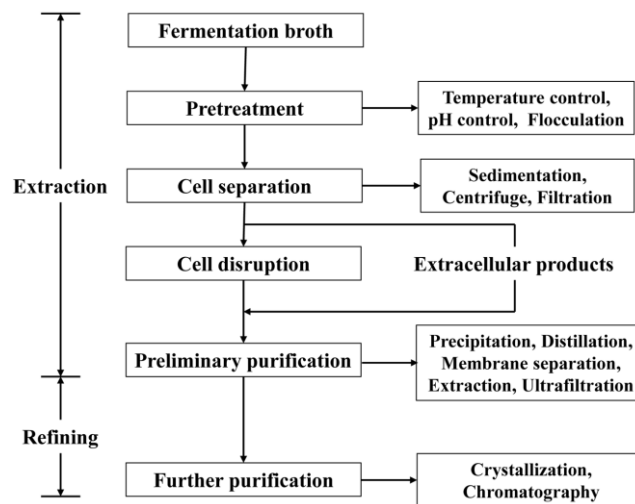 Fermentation broth
Pretreatment
Temperature control,
pH control, Flocculation
Extraction
Cell separation
Sedimentation,
Centrifuge, Filtration
Cell disruption
Extracellular products
Preliminary purification
Precipitation, Distillation,
Membrane separation,
Extraction, Ultrafiltration
Refining
Further purification
Crystallization,
Chromatography